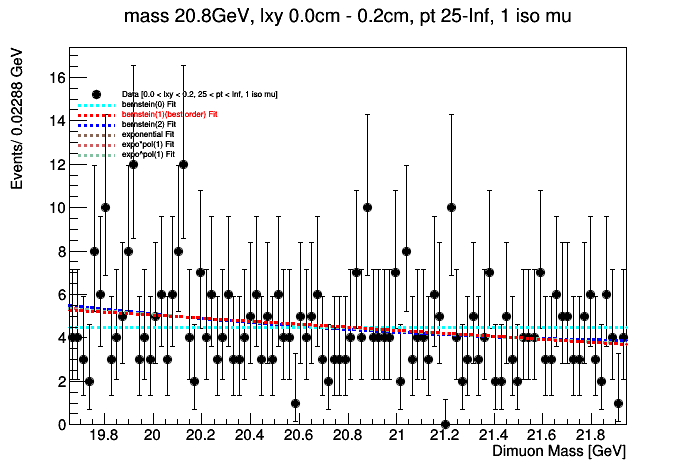 mass 20.8GeV, lxy 0.0cm - 0.2cm, pt 25-Inf, 1 iso mu
Events/ 0.02288 GeV
16
14
12
10
8
6
4
2
0
Data [0.0 < lxy < 0.2, 25 < pt < Inf, 1 iso mu]
bernstein(0) Fit
bernstein(1)(best order) Fit
bernstein(2) Fit
exponential Fit
expo*pol(1) Fit
expo^pol(1) Fit
19.8 20 20.2 20.4 20.6 20.8 21 21.2 21.4 21.6 21.8
Dimuon Mass [GeV]